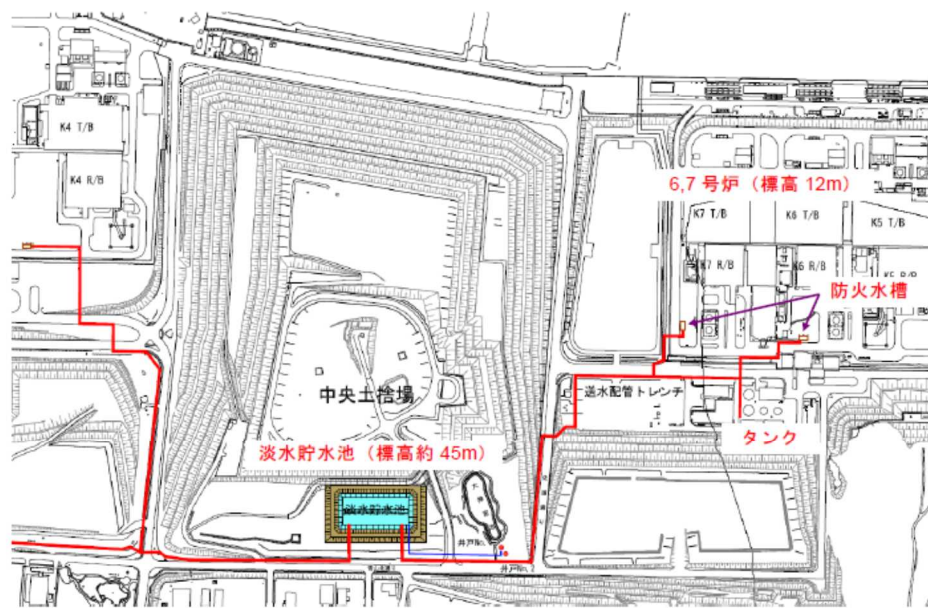 K4 T/B
K4 R/B
6,7 号炉（標高 12m）
K7 T/B
K6 T/B
K5 T/B
K7 R/B
K6 R/B
K5 R/B
防火水槽
中央土捨場
送水配管トレンチ
タンク
淡水貯水池（標高約 45m）
淡水貯水池
井戸No.
井戸No.